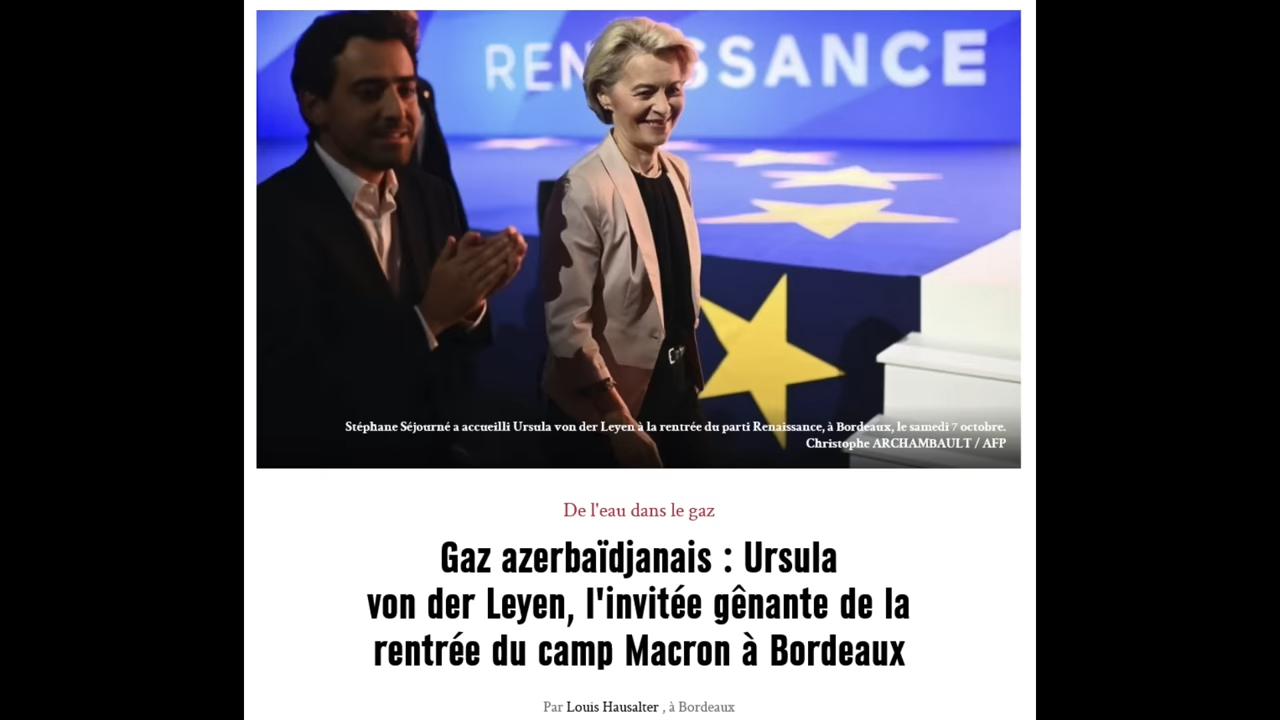 RENAISSANCE
Stéphane Séjourné a accueilli Ursula von der Leyen à la rentrée du parti Renaissance, à Bordeaux, le samedi 7 octobre.
Christophe ARCHAMBAULT / AFP
De l'eau dans le gaz
Gaz azerbaïdjanais : Ursula
von der Leyen, l'invitée gênante de la
rentrée du camp Macron à Bordeaux
Par Louis Hausalter , à Bordeaux